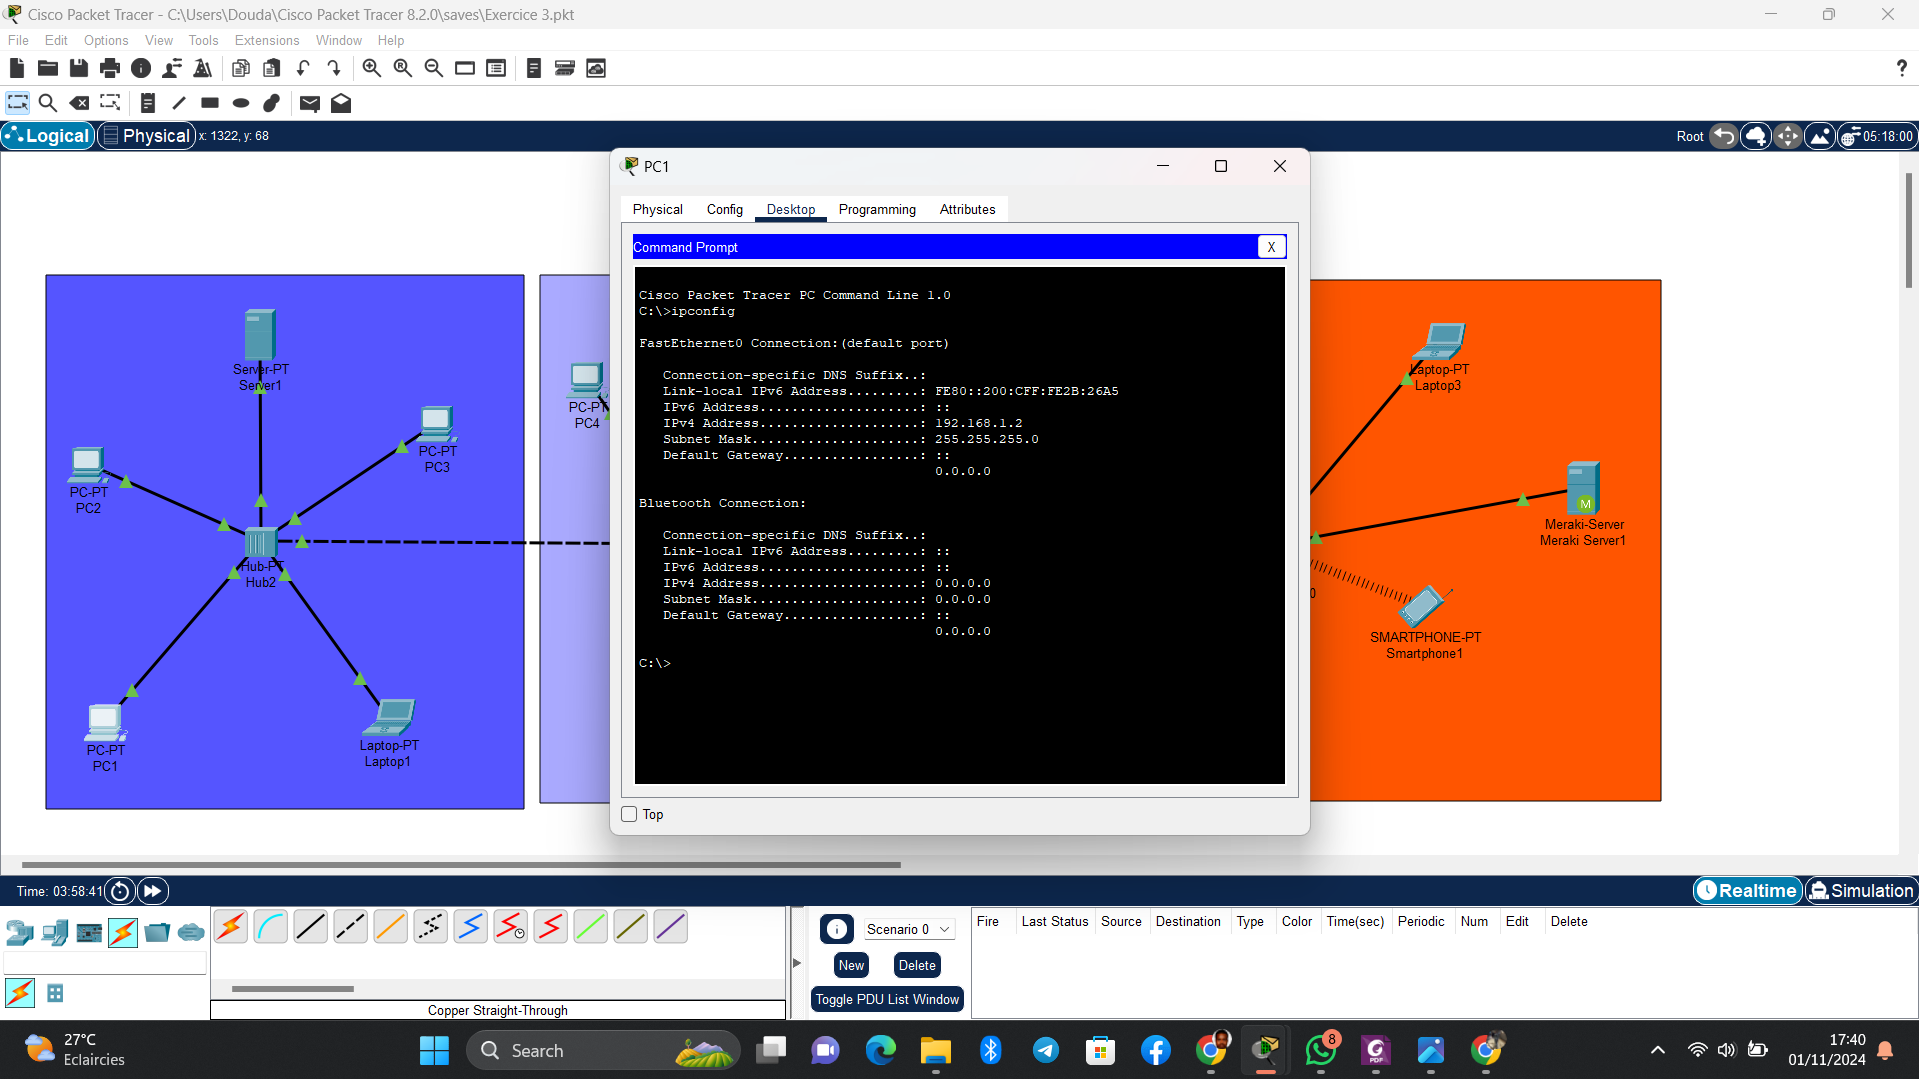 Cisco Packet Tracer - C:\Users\Douda\Cisco Packet Tracer 8.2.0\saves\Exercice 3.pkt
File Edit Options View Tools Extensions Window Help
?
Logical Physical x: 1322, y: 68
Root 05:18:00
Server-PT
Server1
PC-PT
PC3
PC-PT
PC2
Hub-PT
Hub2
PC-PT
PC1
Laptop-PT
Laptop1
PC-PT
PC4
PC1
Physical Config Desktop Programming Attributes
Command Prompt X
Cisco Packet Tracer PC Command Line 1.0
C:\>ipconfig
FastEthernet0 Connection:(default port)
Connection-specific DNS Suffix..:
Link-local IPv6 Address.........: FE80::200:CFF:FE2B:26A5
IPv6 Address....................: ::
IPv4 Address....................: 192.168.1.2
Subnet Mask.....................: 255.255.255.0
Default Gateway.................: ::
0.0.0.0
Bluetooth Connection:
Connection-specific DNS Suffix..:
Link-local IPv6 Address.........: ::
IPv6 Address....................: ::
IPv4 Address....................: 0.0.0.0
Subnet Mask.....................: 0.0.0.0
Default Gateway.................: ::
0.0.0.0
C:\>
Top
Laptop-PT
Laptop3
M
Meraki-Server
Meraki Server1
0
SMARTPHONE-PT
Smartphone1
Time: 03:58:41
Realtime Simulation
Copper Straight-Through
Scenario 0
New Delete
Toggle PDU List Window
Fire Last Status Source Destination Type Color Time(sec) Periodic Num Edit Delete
27°C
Eclaircies
Search
8
PDF
17:40
01/11/2024